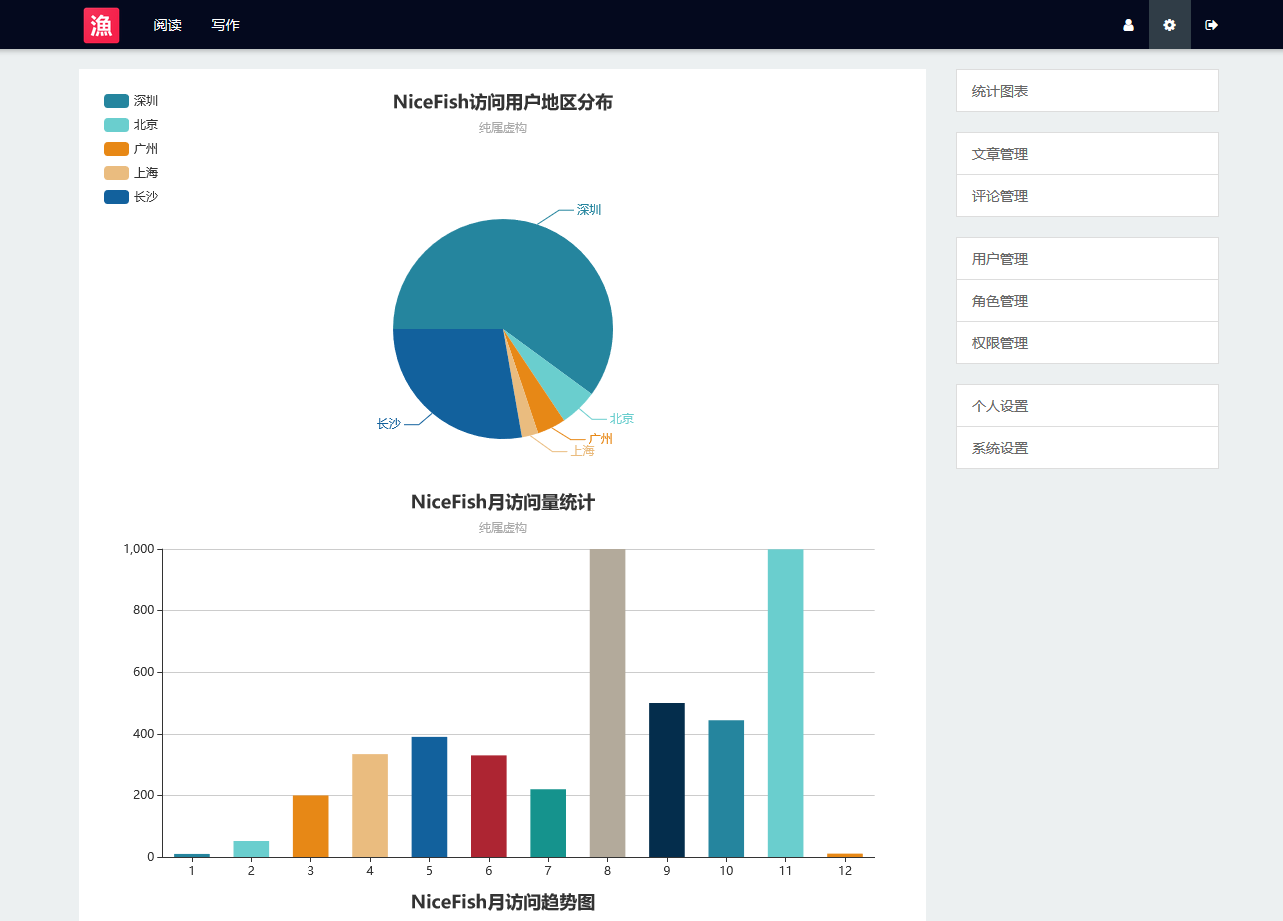 漁 阅读 写作
深圳
北京
广州
上海
长沙
NiceFish访问用户地区分布
纯属虚构
深圳
长沙
北京
广州
上海
NiceFish月访问量统计
纯属虚构
1,000
800
600
400
200
0
1 2 3 4 5 6 7 8 9 10 11 12
NiceFish月访问趋势图
统计图表
文章管理
评论管理
用户管理
角色管理
权限管理
个人设置
系统设置